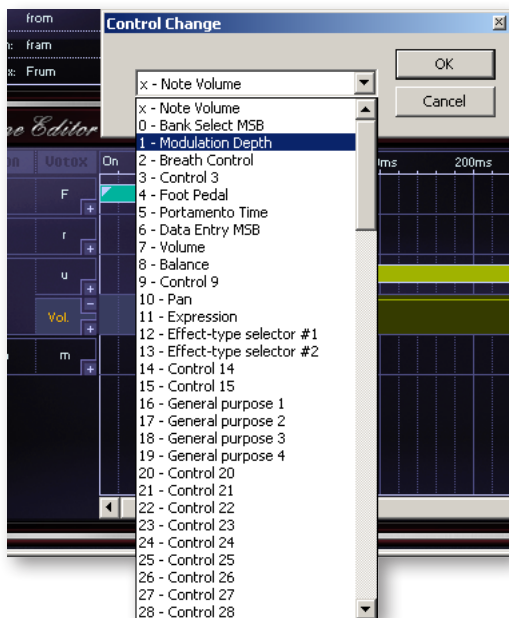 from
Control Change
n: fram
x: Frum
OK
Cancel
x - Note Volume
x - Note Volume
0 - Bank Select MSB
1 - Modulation Depth
2 - Breath Control
3 - Control 3
4 - Foot Pedal
5 - Portamento Time
6 - Data Entry MSB
7 - Volume
8 - Balance
9 - Control 9
10 - Pan
11 - Expression
12 - Effect-type selector #1
13 - Effect-type selector #2
14 - Control 14
15 - Control 15
16 - General purpose 1
17 - General purpose 2
18 - General purpose 3
19 - General purpose 4
20 - Control 20
21 - Control 21
22 - Control 22
23 - Control 23
24 - Control 24
25 - Control 25
26 - Control 26
27 - Control 27
28 - Control 28
ne Editor
on Votox On ms 200ms
F
r
u
Vol.
m